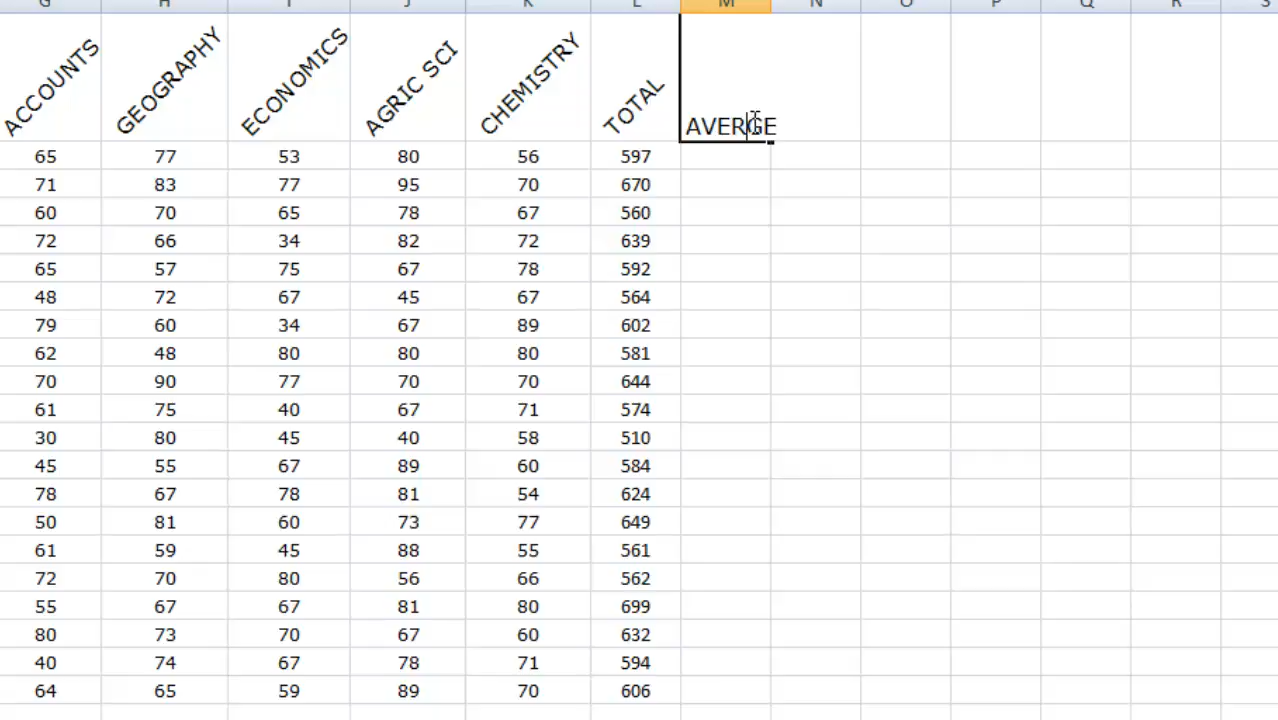 G H I J K L M N O P Q R S
ACCOUNTS GEOGRAPHY ECONOMICS AGRIC SCI CHEMISTRY TOTAL AVERGE
65 77 53 80 56 597
71 83 77 95 70 670
60 70 65 78 67 560
72 66 34 82 72 639
65 57 75 67 78 592
48 72 67 45 67 564
79 60 34 67 89 602
62 48 80 80 80 581
70 90 77 70 70 644
61 75 40 67 71 574
30 80 45 40 58 510
45 55 67 89 60 584
78 67 78 81 54 624
50 81 60 73 77 649
61 59 45 88 55 561
72 70 80 56 66 562
55 67 67 81 80 699
80 73 70 67 60 632
40 74 67 78 71 594
64 65 59 89 70 606